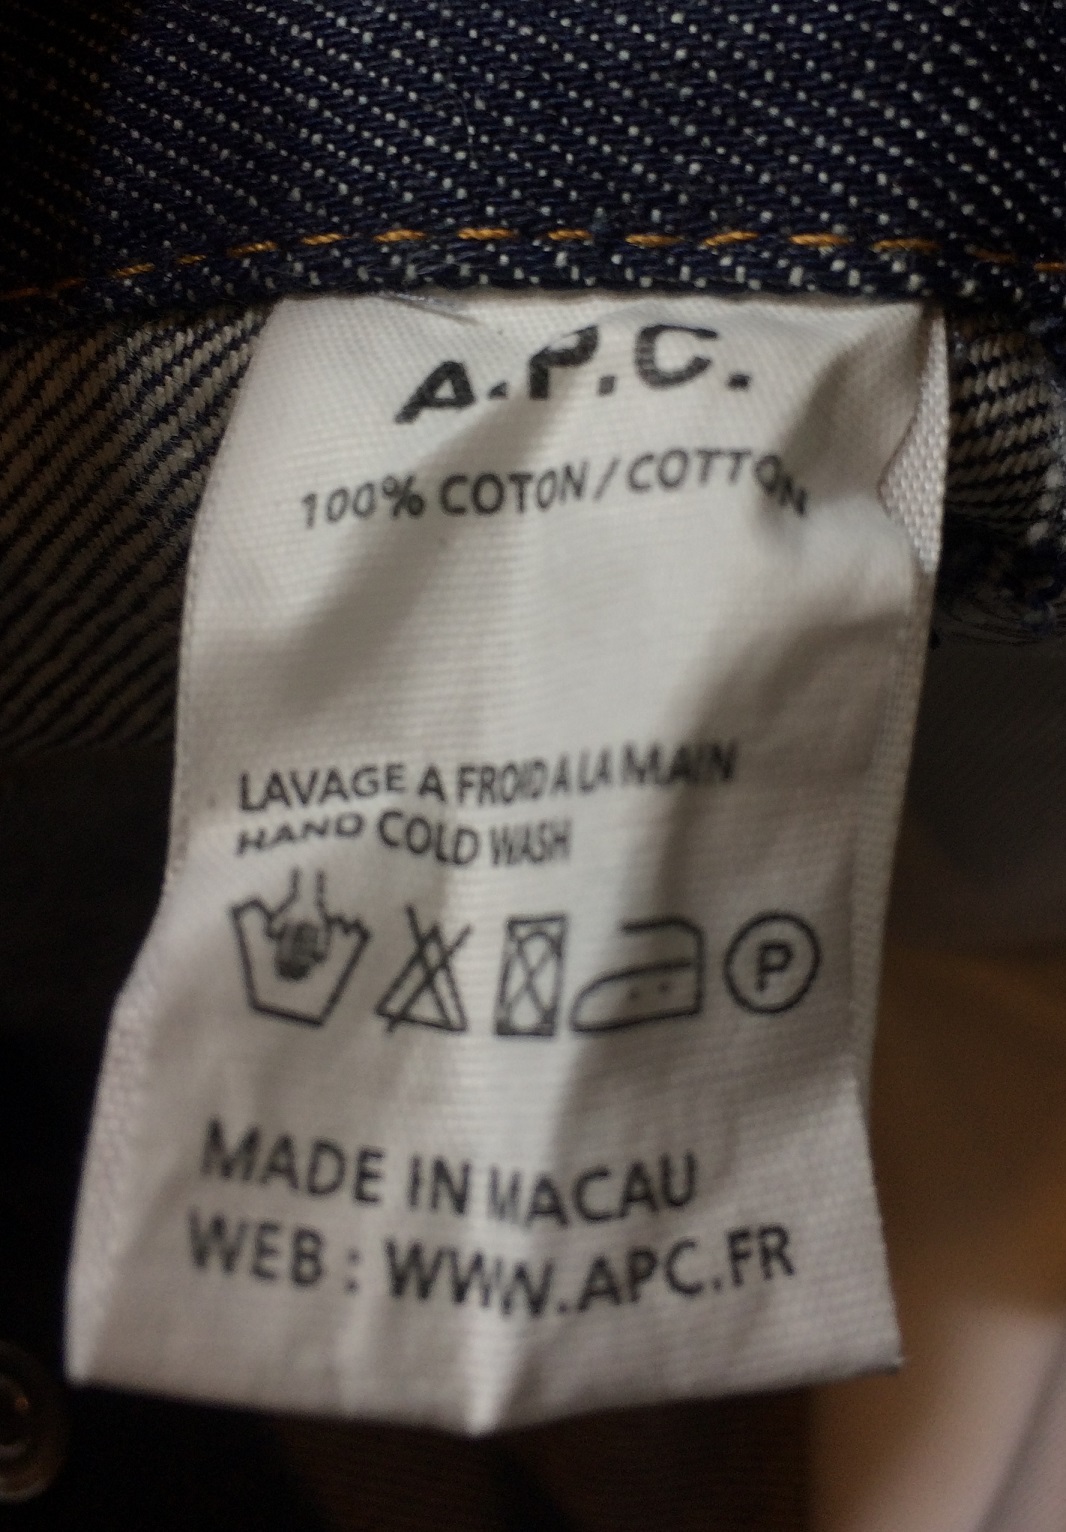 A.P.C.
100% COTON / COTTON
LAVAGE A FROID A LA MAIN
HAND COLD WASH
P
MADE IN MACAU
WEB : WWW.APC.FR